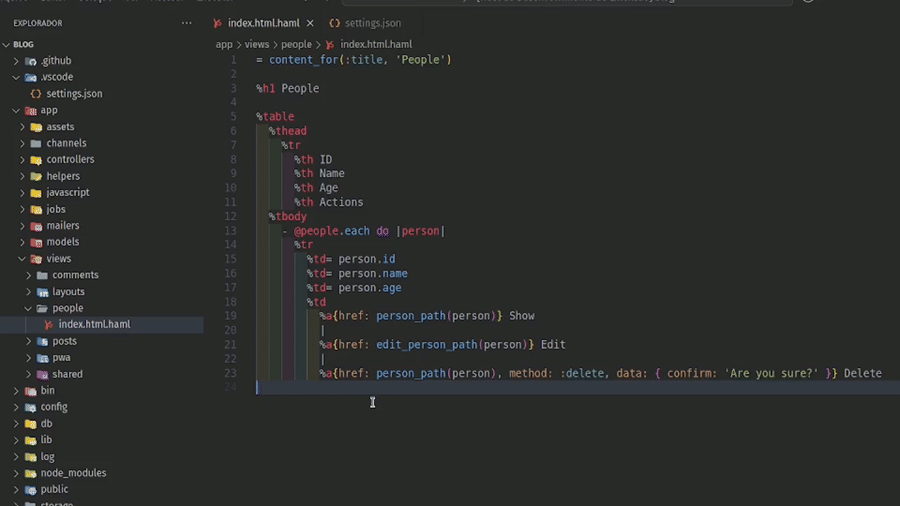 EXPLORADOR
...
BLOG
.github
.vscode
settings.json
app
assets
channels
controllers
helpers
javascript
jobs
mailers
models
views
comments
layouts
people
index.html.haml
posts
pwa
shared
bin
config
db
lib
log
node_modules
public
storage
index.html.haml
settings.json
app > views > people > index.html.haml
1 = content_for(:title, 'People')
2
3 %h1 People
4
5 %table
6 %thead
7 %tr
8 %th ID
9 %th Name
10 %th Age
11 %th Actions
12 %tbody
13 - @people.each do |person|
14 %tr
15 %td= person.id
16 %td= person.name
17 %td= person.age
18 %td
19 %a{href: person_path(person)} Show
20 |
21 %a{href: edit_person_path(person)} Edit
22 |
23 %a{href: person_path(person), method: :delete, data: { confirm: 'Are you sure?' }} Delete
24